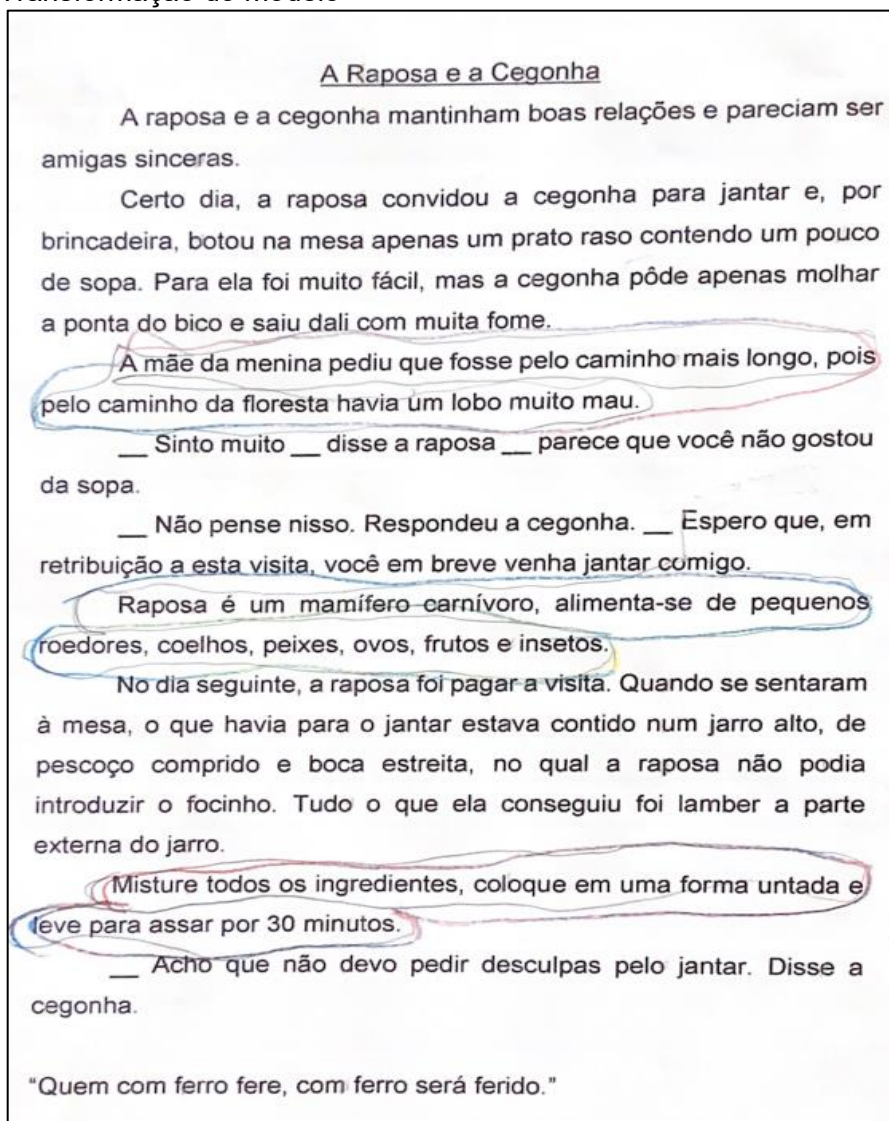 A Raposa e a Cegonha
A raposa e a cegonha mantinham boas relações e pareciam ser
amigas sinceras.
Certo dia, a raposa convidou a cegonha para jantar e, por
brincadeira, botou na mesa apenas um prato raso contendo um pouco
de sopa. Para ela foi muito fácil, mas a cegonha pôde apenas molhar
a ponta do bico e saiu dali com muita fome.
A mãe da menina pediu que fosse pelo caminho mais longo, pois
pelo caminho da floresta havia um lobo muito mau.
__ Sinto muito __ disse a raposa __ parece que você não gostou
da sopa.
__ Não pense nisso. Respondeu a cegonha. __ Espero que, em
retribuição a esta visita, você em breve venha jantar comigo.
Raposa é um mamífero carnívoro, alimenta-se de pequenos
roedores, coelhos, peixes, ovos, frutos e insetos.
No dia seguinte, a raposa foi pagar a visita. Quando se sentaram
à mesa, o que havia para o jantar estava contido num jarro alto, de
pescoço comprido e boca estreita, no qual a raposa não podia
introduzir o focinho. Tudo o que ela conseguiu foi lamber a parte
externa do jarro.
Misture todos os ingredientes, coloque em uma forma untada e
leve para assar por 30 minutos.
__ Acho que não devo pedir desculpas pelo jantar. Disse a
cegonha.
“Quem com ferro fere, com ferro será ferido.”